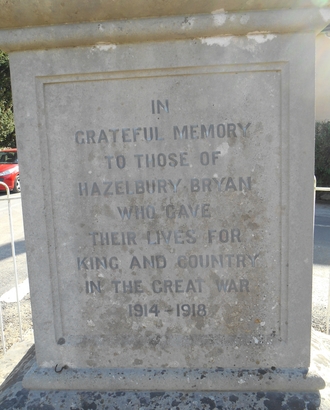 IN
GRATEFUL MEMORY
TO THOSE OF
HAZELBURY BRYAN
WHO GAVE
THEIR LIVES FOR
KING AND COUNTRY
IN THE GREAT WAR
1914-1918